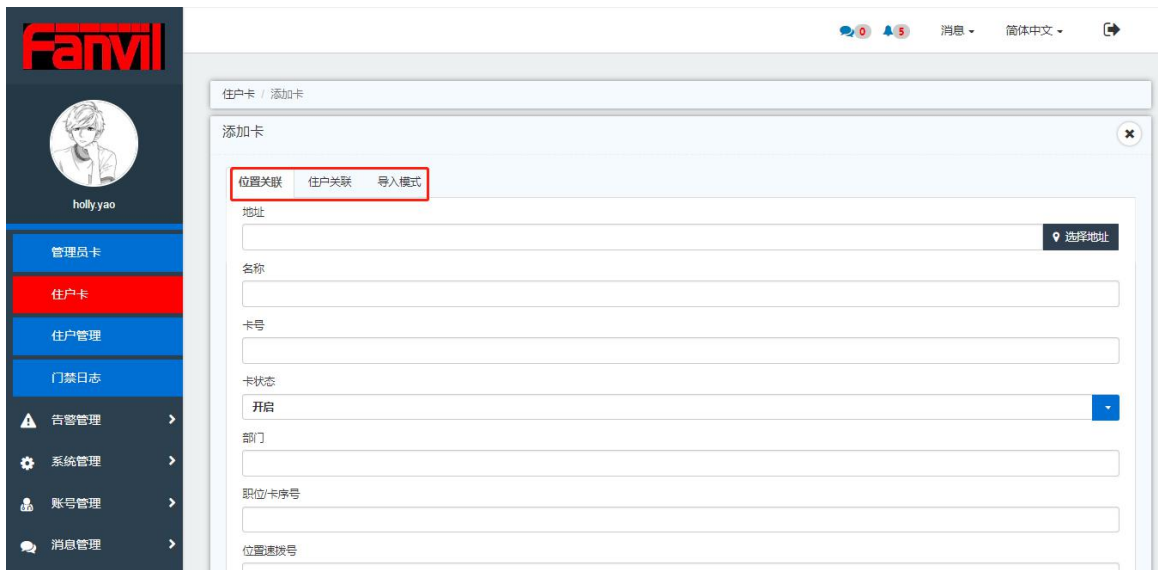 Fanvil
0 5 消息 简体中文
holly.yao
管理员卡
住户卡
住户管理
门禁日志
告警管理
系统管理
账号管理
消息管理
住户卡 / 添加卡
添加卡
位置关联 住户关联 导入模式
地址
选择地址
名称
卡号
卡状态
开启
部门
职位/卡序号
位置速拨号